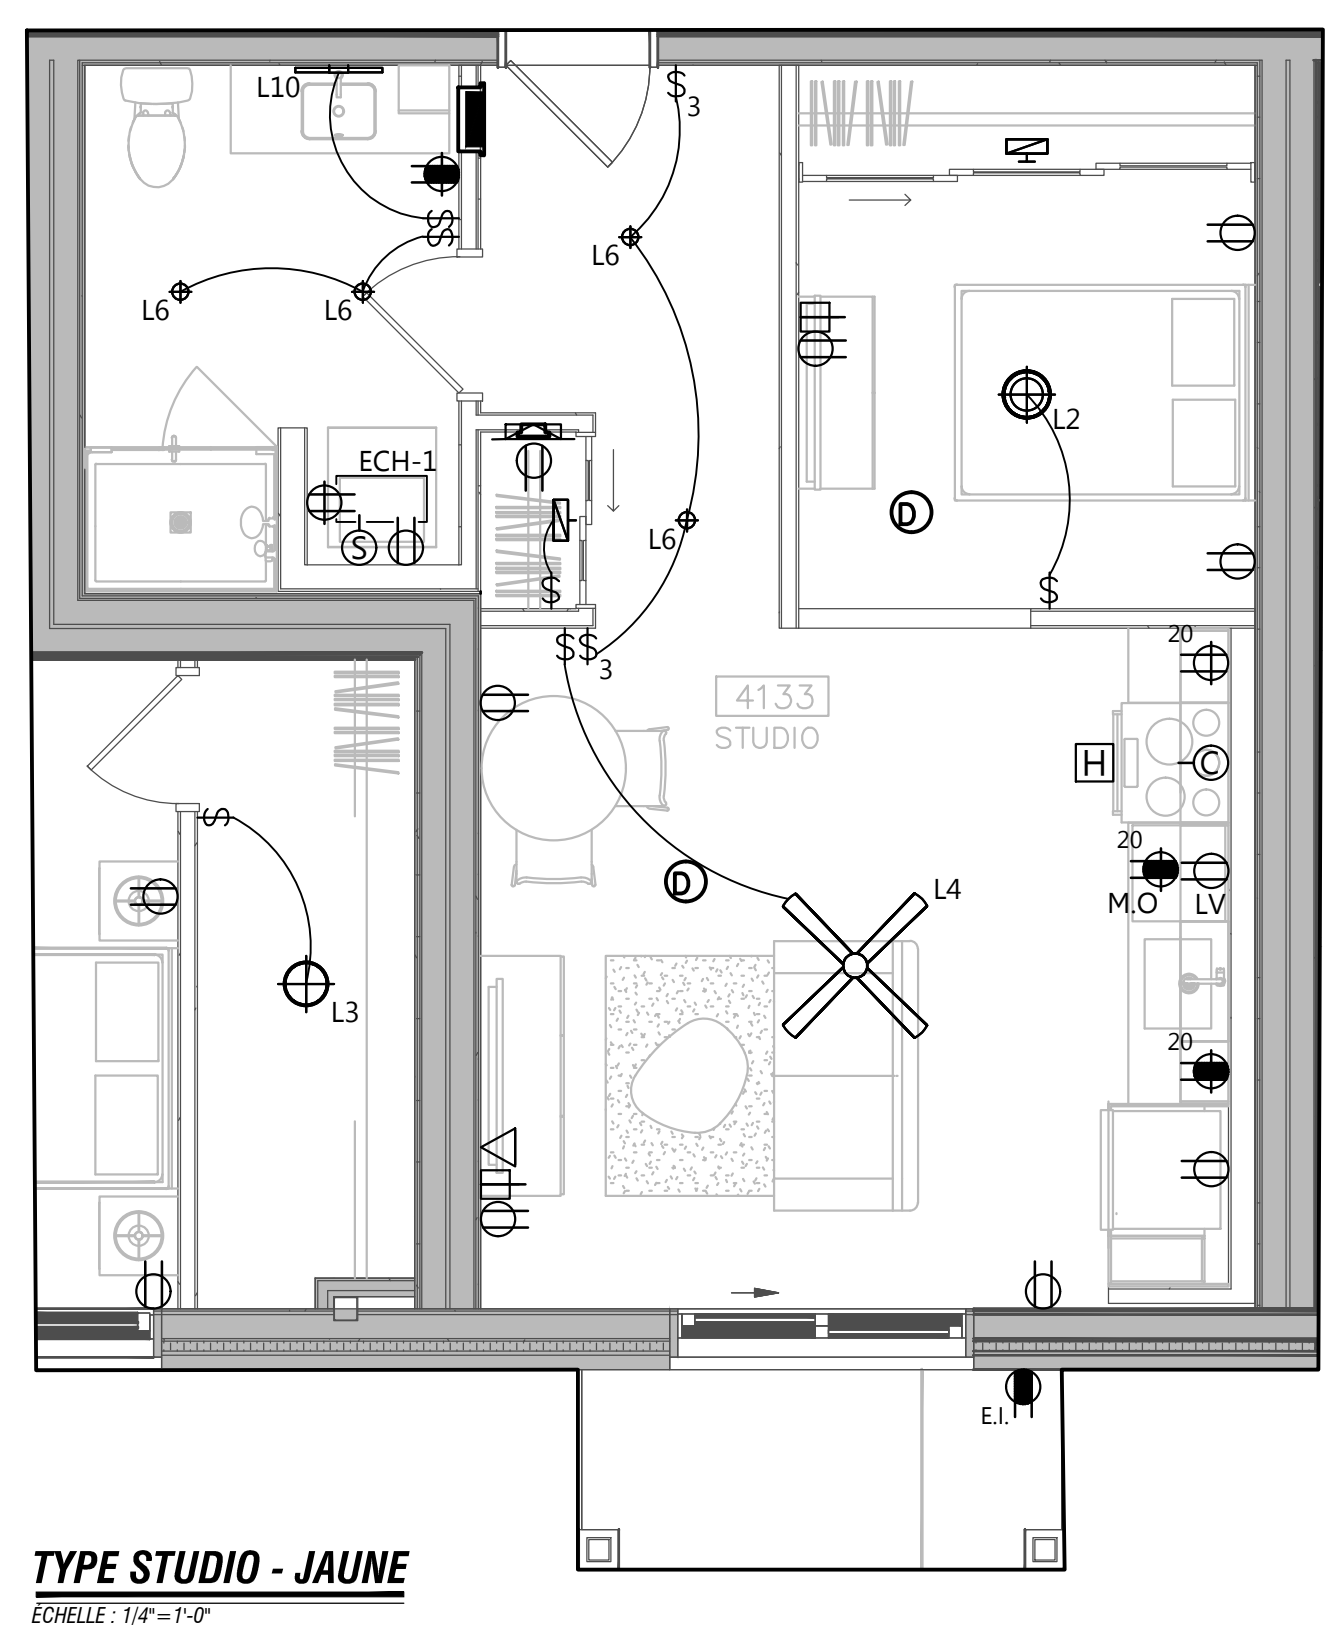 L10
$3
L6
$$
L6
L6
L2
ECH-1
D
L6
S
$
$
$$3
20
4133
STUDIO
H
C
$
20
D
L4
M.O
LV
L3
20
E.I.
TYPE STUDIO - JAUNE
ÉCHELLE : 1/4"=1'-0"